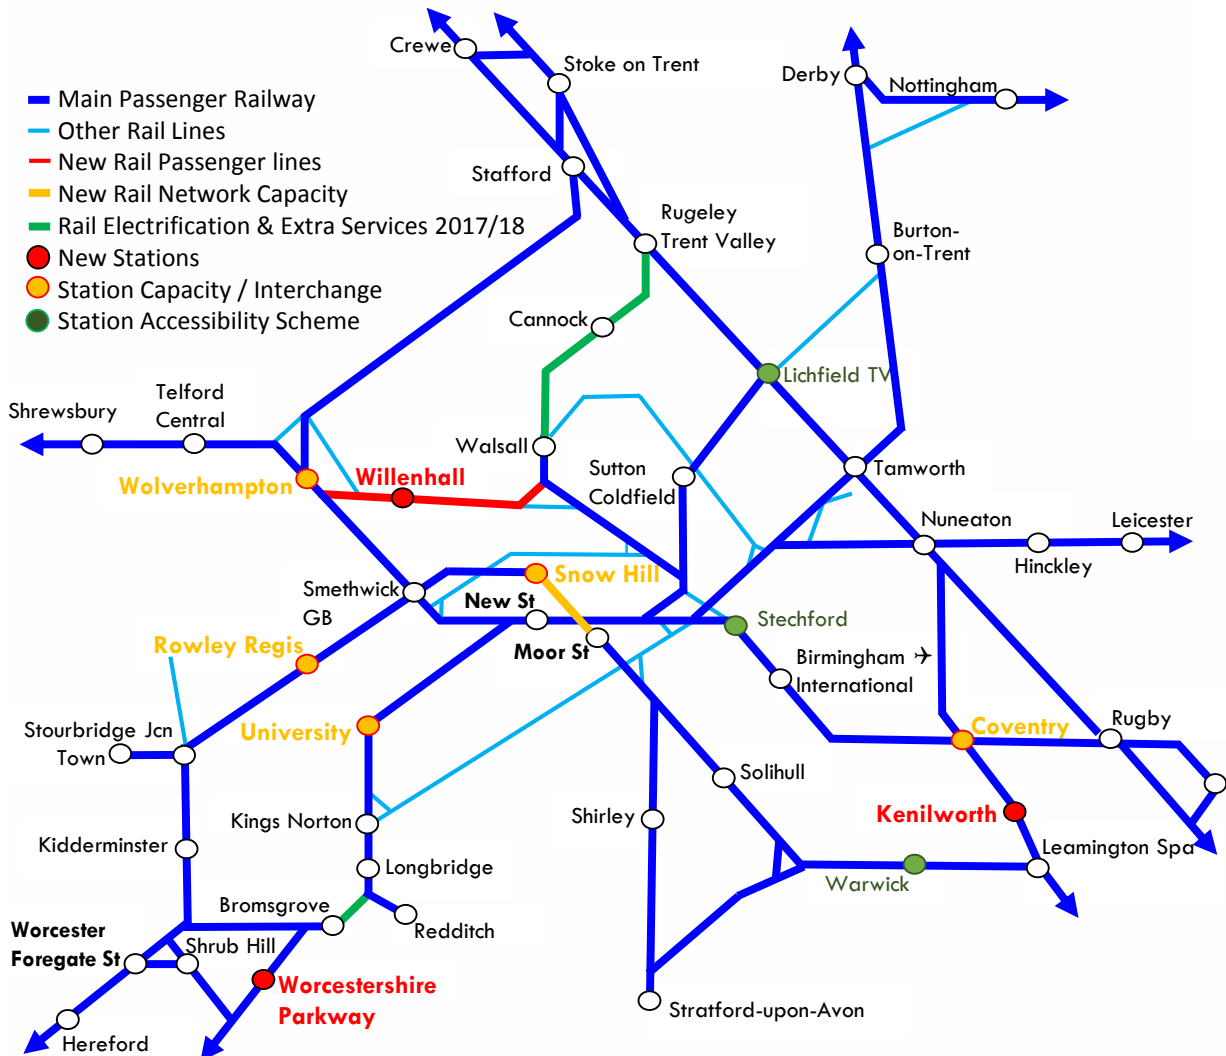 Crewe
Stoke on Trent
Derby
Nottingham
Main Passenger Railway
Other Rail Lines
New Rail Passenger lines
New Rail Network Capacity
Rail Electrification & Extra Services 2017/18
New Stations
Station Capacity / Interchange
Station Accessibility Scheme
Stafford
Rugeley
Trent Valley
Burton-
on-Trent
Cannock
Lichfield TV
Shrewsbury
Telford
Central
Walsall
Sutton
Coldfield
Tamworth
Wolverhampton
Willenhall
Nuneaton
Leicester
Hinckley
Smethwick
GB
Snow Hill
New St
Moor St
Stechford
Rowley Regis
Birmingham
International
University
Coventry
Rugby
Stourbridge Jcn
Town
Solihull
Kings Norton
Shirley
Kenilworth
Kidderminster
Longbridge
Leamington Spa
Warwick
Bromsgrove
Redditch
Worcester
Foregate St
Shrub Hill
Worcestershire
Parkway
Stratford-upon-Avon
Hereford